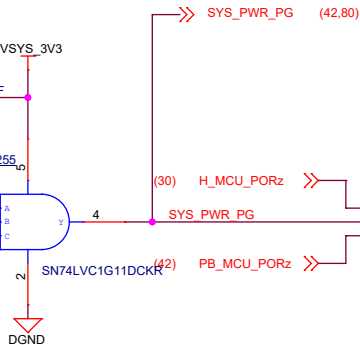 SYS_PWR_PG (42,80)
VSYS_3V3
F
255
5
(30) H_MCU_PORz
A
B
C
Y
4
SYS_PWR_PG
2
SN74LVC1G11DCKR
(42) PB_MCU_PORz
DGND